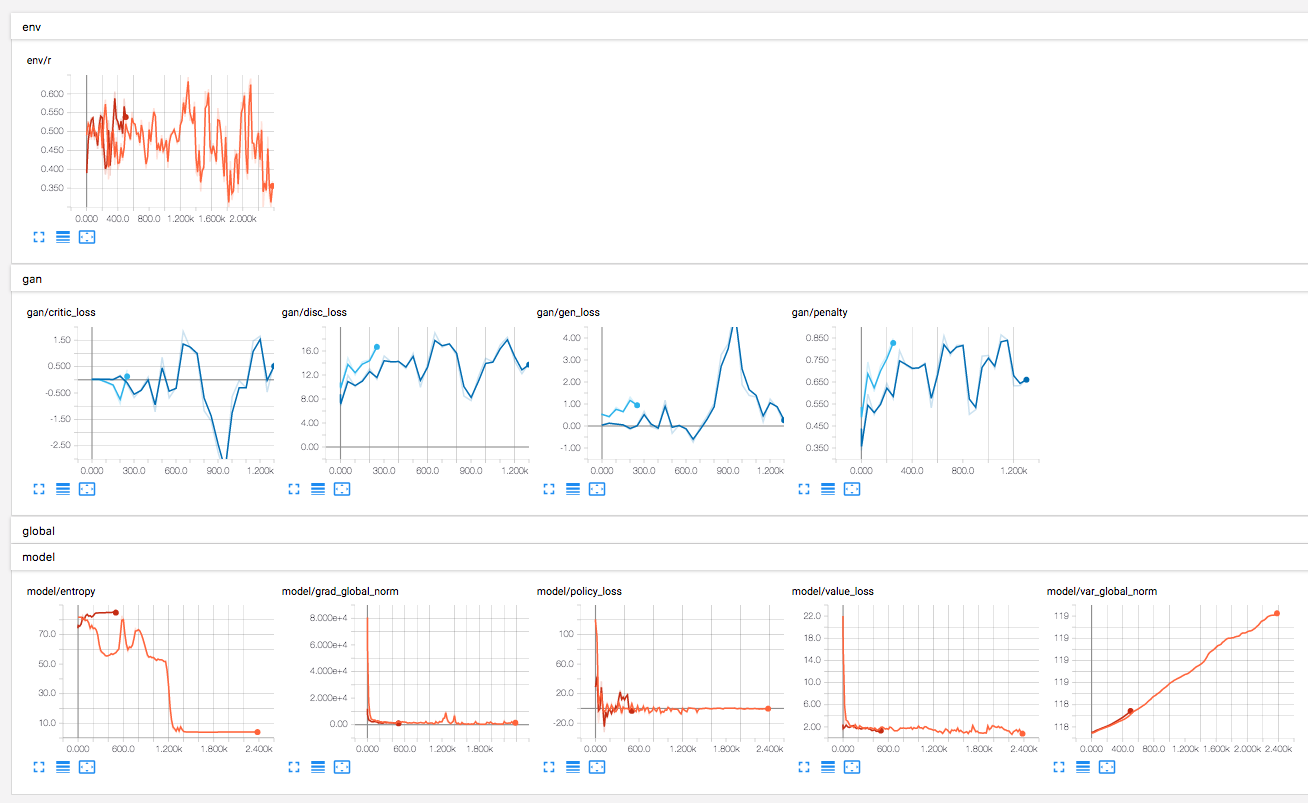 env
env/r
0.600
0.550
0.500
0.450
0.400
0.350
0.000 400.0 800.0 1.200k 1.600k 2.000k
gan
gan/critic_loss gan/disc_loss gan/gen_loss gan/penalty
1.50
0.500
-0.500
-1.50
-2.50
0.000 300.0 600.0 900.0 1.200k
16.0
12.0
8.00
4.00
0.00
0.000 300.0 600.0 900.0 1.200k
4.00
3.00
2.00
1.00
0.00
-1.00
0.000 300.0 600.0 900.0 1.200k
0.850
0.750
0.650
0.550
0.450
0.350
0.000 400.0 800.0 1.200k
global
model
model/entropy model/grad_global_norm model/policy_loss model/value_loss model/var_global_norm
70.0
50.0
30.0
10.0
0.000 600.0 1.200k 1.800k 2.400k
8.000e+4
6.000e+4
4.000e+4
2.000e+4
0.00
0.000 600.0 1.200k 1.800k
100
60.0
20.0
-20.0
0.000 600.0 1.200k 1.800k 2.400k
22.0
18.0
14.0
10.0
6.00
2.00
0.000 600.0 1.200k 1.800k 2.400k
119
119
119
119
118
118
0.000 400.0 800.0 1.200k 1.600k 2.000k 2.400k